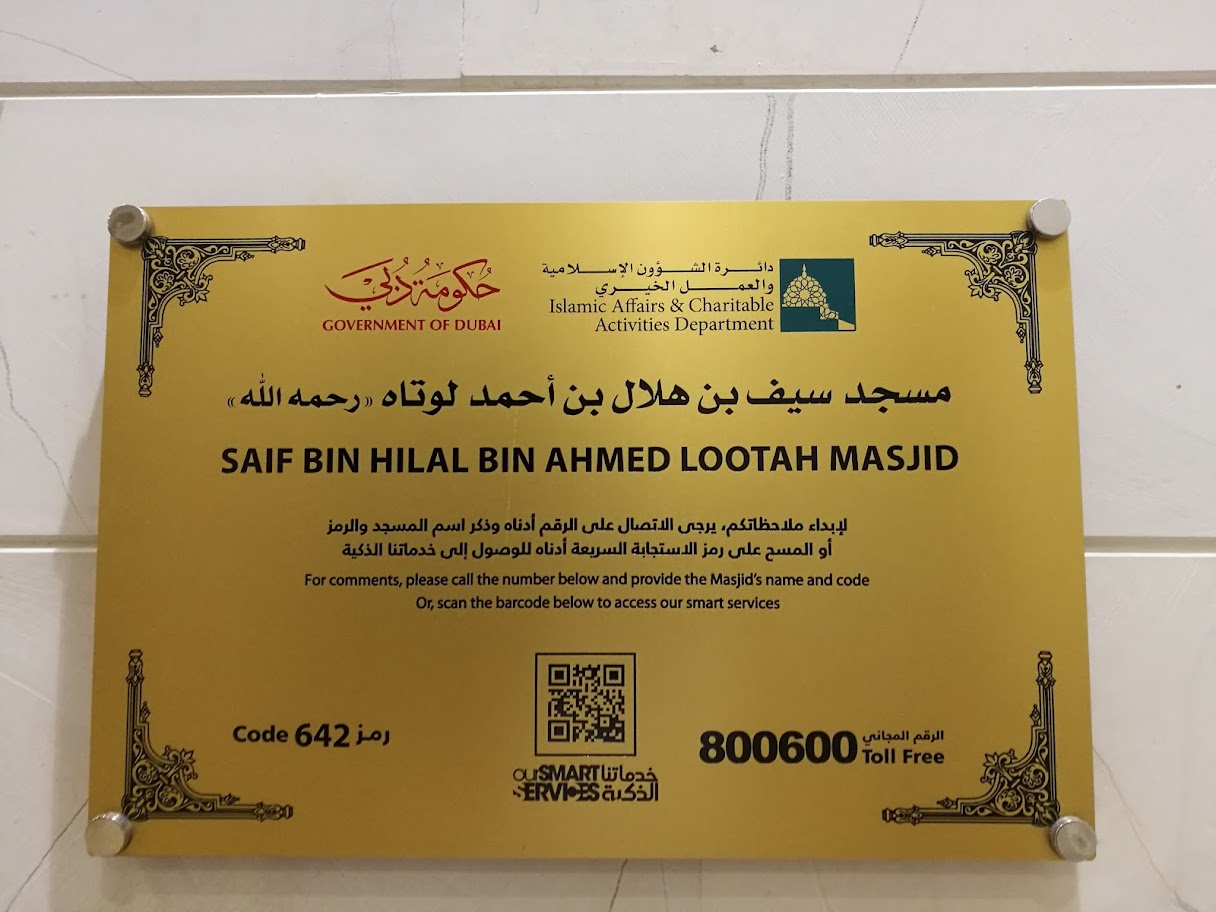 حكومة دبي
GOVERNMENT OF DUBAI
دائرة الشؤون الإسلامية
والعمل الخيري
Islamic Affairs & Charitable
Activities Department
مسجد سيف بن هلال بن أحمد لوتاه «رحمه الله»
SAIF BIN HILAL BIN AHMED LOOTAH MASJID
لإبداء ملاحظاتكم، يرجى الاتصال على الرقم أدناه وذكر اسم المسجد والرمز
أو المسح على رمز الاستجابة السريعة أدناه للوصول إلى خدماتنا الذكية
For comments, please call the number below and provide the Masjid's name and code
Or, scan the barcode below to access our smart services
Code 642 رمز
ourSMART خدماتنا
SERVICES الذكية
800600
الرقم المجاني
Toll Free